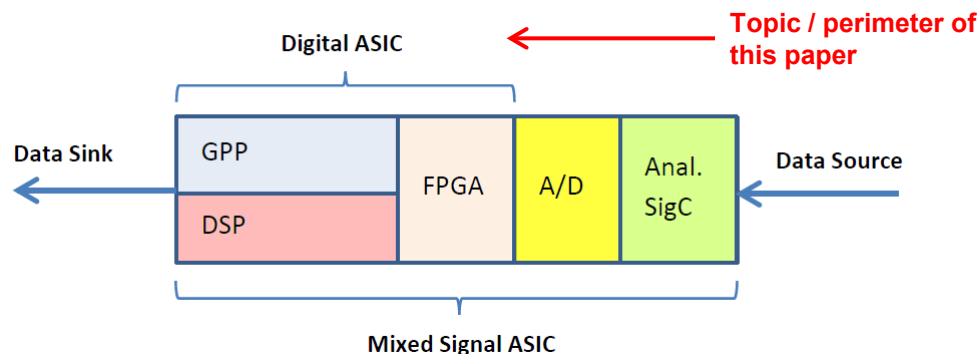 Topic / perimeter of
this paper
Digital ASIC
Data Sink
GPP
DSP
FPGA
A/D
Anal.
SigC
Data Source
Mixed Signal ASIC